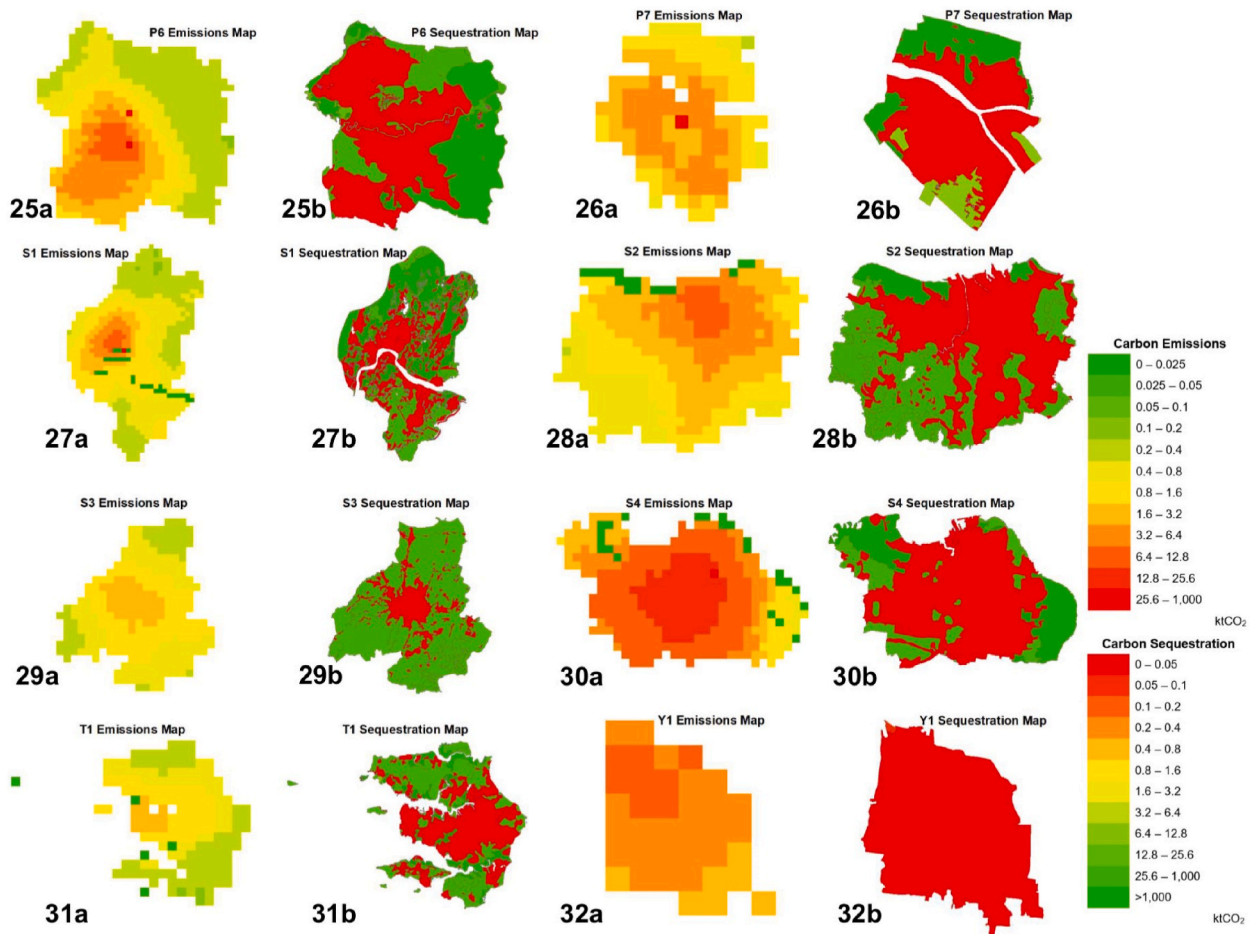 P6 Emissions Map
P6 Sequestration Map
P7 Emissions Map
P7 Sequestration Map
25a
25b
26a
26b
S1 Emissions Map
S1 Sequestration Map
S2 Emissions Map
S2 Sequestration Map
27a
27b
28a
28b
S3 Emissions Map
S3 Sequestration Map
S4 Emissions Map
S4 Sequestration Map
29a
29b
30a
30b
T1 Emissions Map
T1 Sequestration Map
Y1 Emissions Map
Y1 Sequestration Map
31a
31b
32a
32b
Carbon Emissions
0 – 0.025
0.025 – 0.05
0.05 – 0.1
0.1 – 0.2
0.2 – 0.4
0.4 – 0.8
0.8 – 1.6
1.6 – 3.2
3.2 – 6.4
6.4 – 12.8
12.8 – 25.6
25.6 – 1,000
ktCO₂
Carbon Sequestration
0 – 0.05
0.05 – 0.1
0.1 – 0.2
0.2 – 0.4
0.4 – 0.8
0.8 – 1.6
1.6 – 3.2
3.2 – 6.4
6.4 – 12.8
12.8 – 25.6
25.6 – 1,000
>1,000
ktCO₂